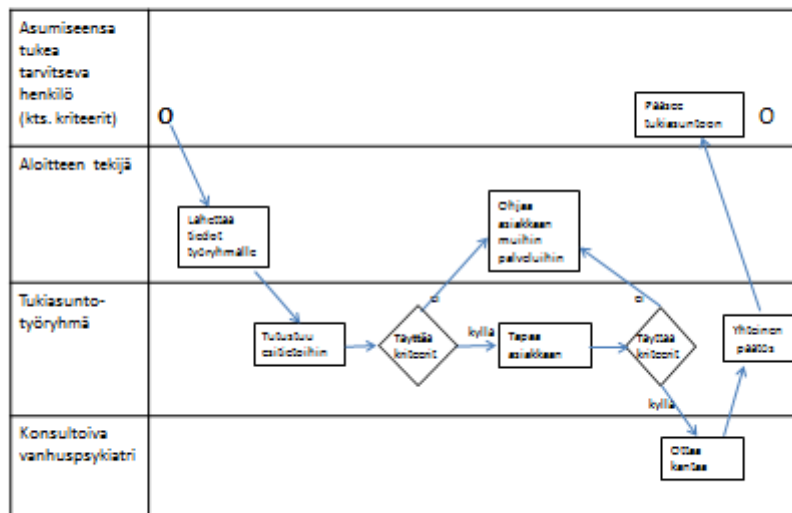 Asumiseensa
tukea
tarvitseva
henkilö
(kts. kriteerit)
O
Pääsee
tukiasuntoon
O
Aloitteen tekijä
Lähettää
tiedot
työryhmälle
Ohjaa
asiakkaan
muihin
palveluihin
Tukiasunto-
työryhmä
Tutustuu
esitietoihin
ei
Täyttää
kriteerit
kyllä
Tapaa
asiakkaan
ei
Täyttää
kriteerit
kyllä
Yhteinen
päätös
Konsultoiva
vanhuspsykiatri
Ottaa
kantaa